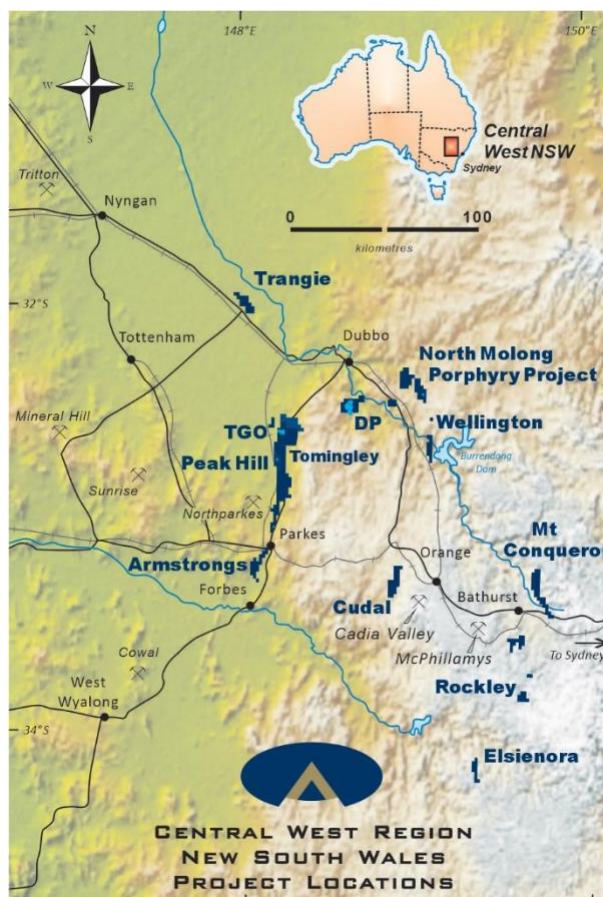 148°E
150°E
N
W
E
S
Central
West NSW
Sydney
Tritton
Nyngan
0
100
kilometres
Trangie
32°S
Tottenham
Dubbo
North Molong
Porphyry Project
Mineral Hill
TGO
DP
Wellington
Peak Hill
Tomingley
Burrendong
Dam
Sunrise
Northparkes
Parkes
Mt
Conqueror
Armstrongs
Orange
Forbes
Cudal
Bathurst
Cadia Valley
McPhillamys
To Sydney
Cowal
West
Wyalong
Rockley
34°S
Elsienora
CENTRAL WEST REGION
NEW SOUTH WALES
PROJECT LOCATIONS